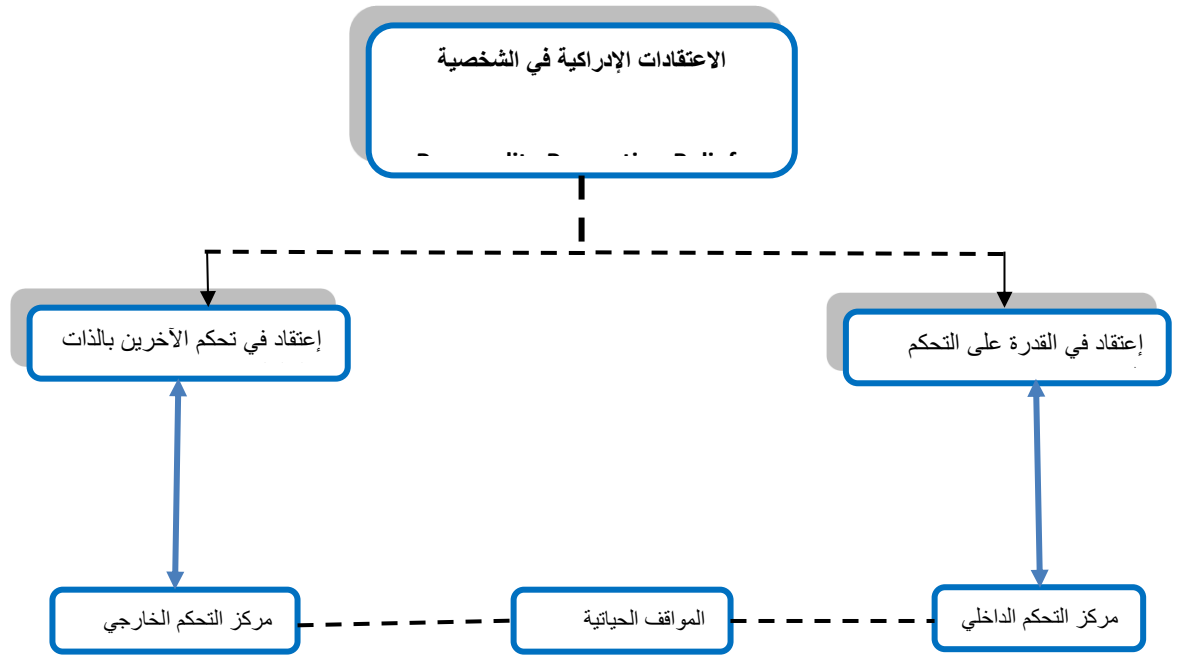 الاعتقادات الإدراكية في الشخصية
إعتقاد في القدرة على التحكم
إعتقاد في تحكم الآخرين بالذات
مركز التحكم الداخلي
المواقف الحياتية
مركز التحكم الخارجي